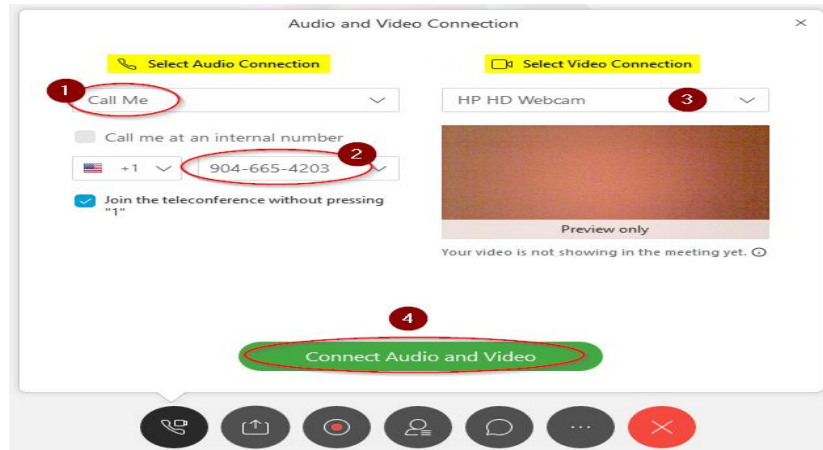 Audio and Video Connection
Select Audio Connection
Select Video Connection
1
Call Me
HP HD Webcam
3
Call me at an internal number
2
+1
904-665-4203
Join the teleconference without pressing
"1"
Preview only
Your video is not showing in the meeting yet.
4
Connect Audio and Video